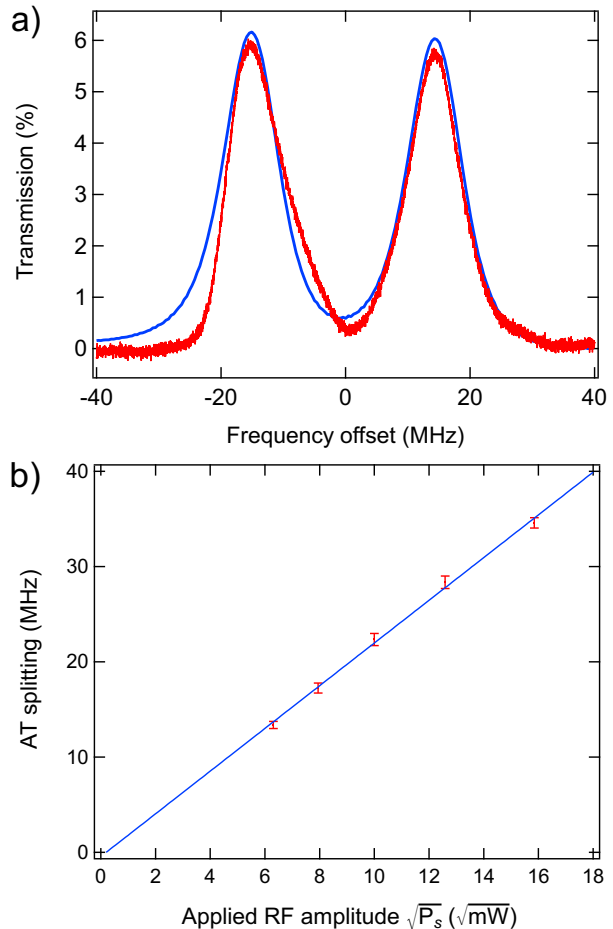 a)
6
5
4
3
2
1
0
Transmission (%)
-40 -20 0 20 40
Frequency offset (MHz)
b)
40
30
20
10
0
AT splitting (MHz)
0 2 4 6 8 10 12 14 16 18
Applied RF amplitude √Pₛ (√mW)